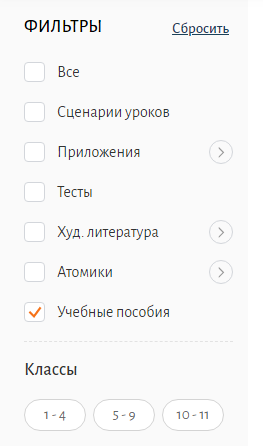 ФИЛЬТРЫ Сбросить
Все
Сценарии уроков
Приложения
Тесты
Худ. литература
Атомики
Учебные пособия
Классы
1 - 4 5 - 9 10 - 11